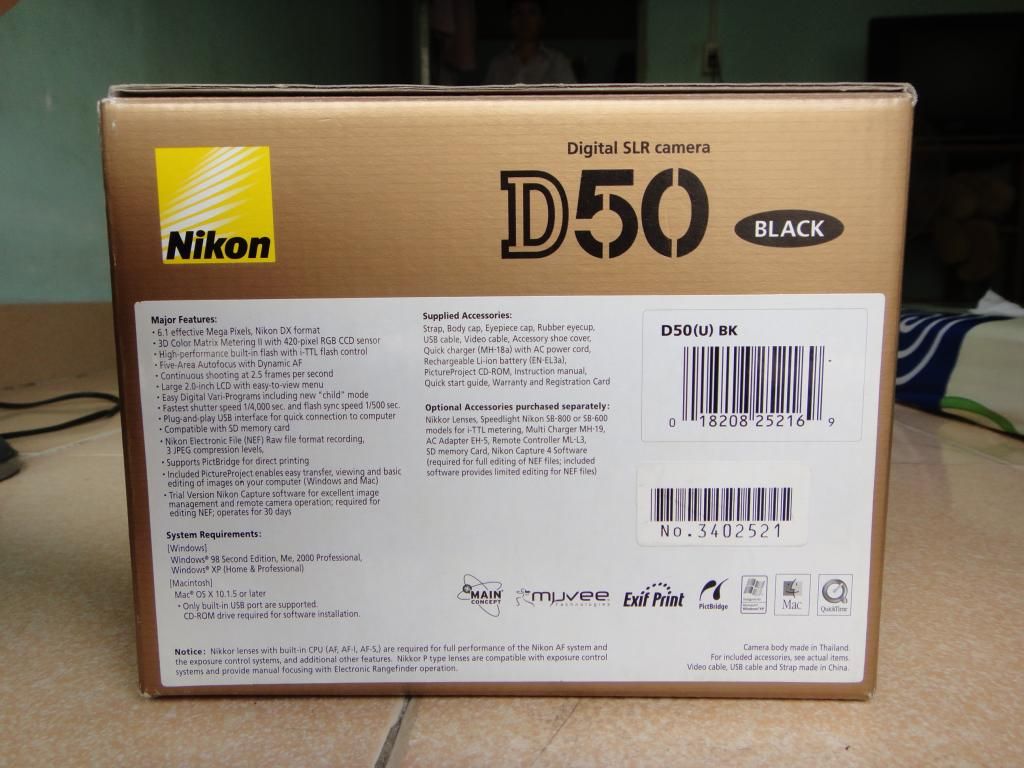 Nikon
Digital SLR camera
D50
BLACK
Major Features:
• 6.1 effective Mega Pixels, Nikon DX format
• 3D Color Matrix Metering II with 420-pixel RGB CCD sensor
• High-performance built-in flash with i-TTL flash control
• Five-Area Autofocus with Dynamic AF
• Continuous shooting at 2.5 frames per second
• Large 2.0-inch LCD with easy-to-view menu
• Easy Digital Vari-Programs including new "child" mode
• Fastest shutter speed 1/4,000 sec. and flash sync speed 1/500 sec.
• Plug-and-play USB interface for quick connection to computer
• Compatible with SD memory card
• Nikon Electronic File (NEF) Raw file format recording,
3 JPEG compression levels,
• Supports PictBridge for direct printing
• Included PictureProject enables easy transfer, viewing and basic
editing of images on your computer (Windows and Mac)
• Trial Version Nikon Capture software for excellent image
management and remote camera operation; required for
editing NEF; operates for 30 days
System Requirements:
[Windows]
Windows® 98 Second Edition, Me, 2000 Professional,
Windows® XP (Home & Professional)
[Macintosh]
Mac® OS X 10.1.5 or later
• Only built-in USB port are supported.
CD-ROM drive required for software installation.
Supplied Accessories:
Strap, Body cap, Eyepiece cap, Rubber eyecup,
USB cable, Video cable, Accessory shoe cover,
Quick charger (MH-18a) with AC power cord,
Rechargeable Li-ion battery (EN-EL3a),
PictureProject CD-ROM, Instruction manual,
Quick start guide, Warranty and Registration Card
Optional Accessories purchased separately:
Nikkor Lenses, Speedlight Nikon SB-800 or SB-600
models for i-TTL metering, Multi Charger MH-19,
AC Adapter EH-5, Remote Controller ML-L3,
SD memory Card, Nikon Capture 4 Software
(required for full editing of NEF files; included
software provides limited editing for NEF files)
D50(U) BK
0 18208 25216 9
No.3402521
MAIN CONCEPT
muvee Technologies
Exif Print
PictBridge
Windows XP
Mac
QuickTime
Notice: Nikkor lenses with built-in CPU (AF, AF-I, AF-S,) are required for full performance of the Nikon AF system and
the exposure control systems, and additional other features. Nikkor P type lenses are compatible with exposure control
systems and provide manual focusing with Electronic Rangefinder operation.
Camera body made in Thailand.
For included accessories, see actual items.
Video cable, USB cable and Strap made in China.